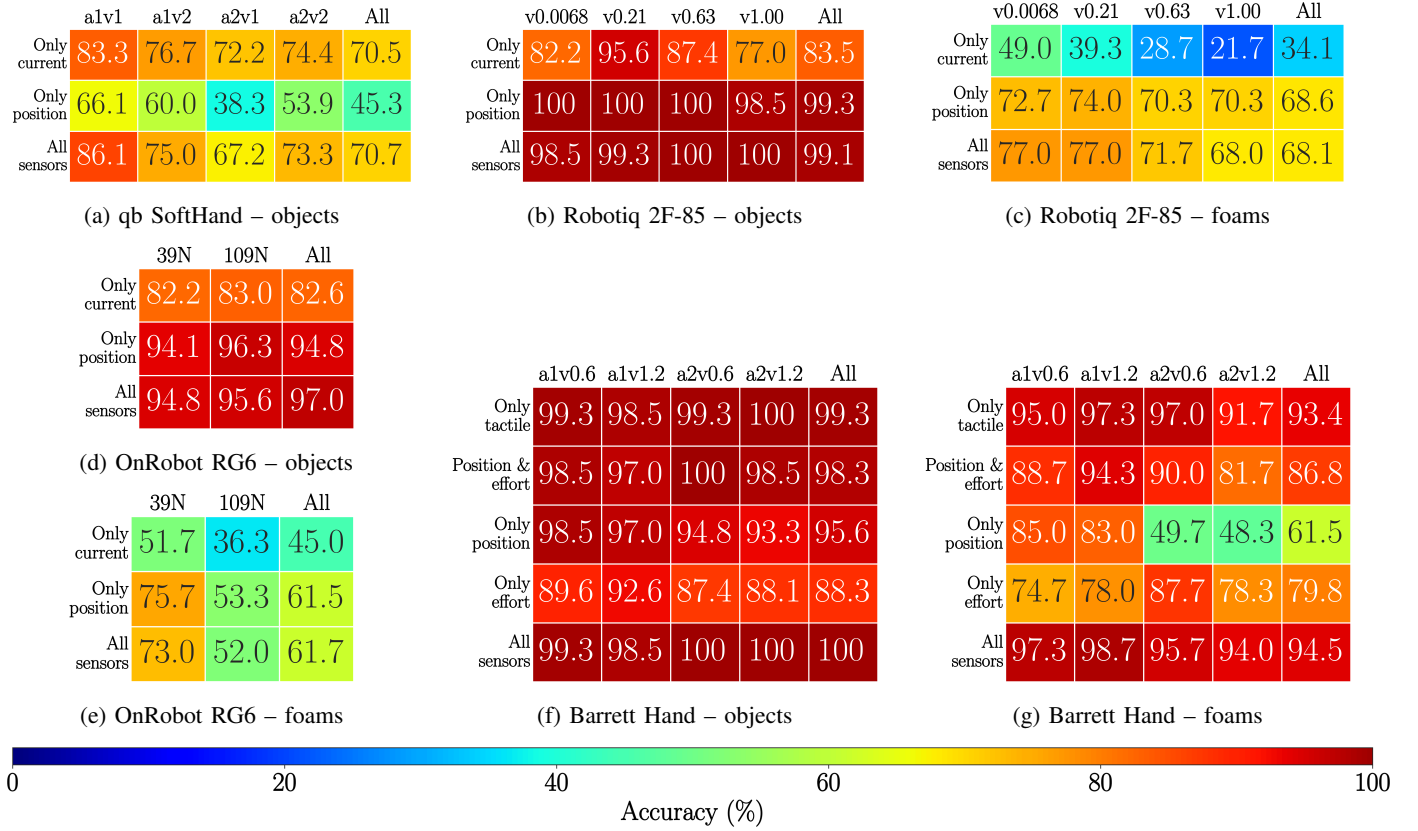 a1v1 a1v2 a2v1 a2v2 All
Only
current 83.3 76.7 72.2 74.4 70.5
Only
position 66.1 60.0 38.3 53.9 45.3
All
sensors 86.1 75.0 67.2 73.3 70.7
(a) qb SoftHand – objects
v0.0068 v0.21 v0.63 v1.00 All
Only
current 82.2 95.6 87.4 77.0 83.5
Only
position 100 100 100 98.5 99.3
All
sensors 98.5 99.3 100 100 99.1
(b) Robotiq 2F-85 – objects
v0.0068 v0.21 v0.63 v1.00 All
Only
current 49.0 39.3 28.7 21.7 34.1
Only
position 72.7 74.0 70.3 70.3 68.6
All
sensors 77.0 77.0 71.7 68.0 68.1
(c) Robotiq 2F-85 – foams
39N 109N All
Only
current 82.2 83.0 82.6
Only
position 94.1 96.3 94.8
All
sensors 94.8 95.6 97.0
(d) OnRobot RG6 – objects
39N 109N All
Only
current 51.7 36.3 45.0
Only
position 75.7 53.3 61.5
All
sensors 73.0 52.0 61.7
(e) OnRobot RG6 – foams
a1v0.6 a1v1.2 a2v0.6 a2v1.2 All
Only
tactile 99.3 98.5 99.3 100 99.3
Position &
effort 98.5 97.0 100 98.5 98.3
Only
position 98.5 97.0 94.8 93.3 95.6
Only
effort 89.6 92.6 87.4 88.1 88.3
All
sensors 99.3 98.5 100 100 100
(f) Barrett Hand – objects
a1v0.6 a1v1.2 a2v0.6 a2v1.2 All
Only
tactile 95.0 97.3 97.0 91.7 93.4
Position &
effort 88.7 94.3 90.0 81.7 86.8
Only
position 85.0 83.0 49.7 48.3 61.5
Only
effort 74.7 78.0 87.7 78.3 79.8
All
sensors 97.3 98.7 95.7 94.0 94.5
(g) Barrett Hand – foams
0 20 40 60 80 100
Accuracy (%)